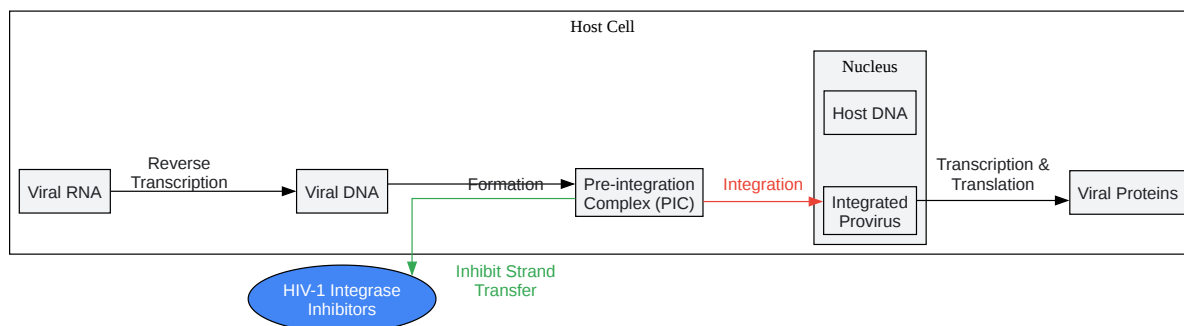 Host Cell
Nucleus
Host DNA
Reverse
Transcription
Viral RNA
Viral DNA
Formation
Pre-integration
Complex (PIC)
Integration
Integrated
Provirus
Transcription &
Translation
Viral Proteins
Inhibit Strand
Transfer
HIV-1 Integrase
Inhibitors